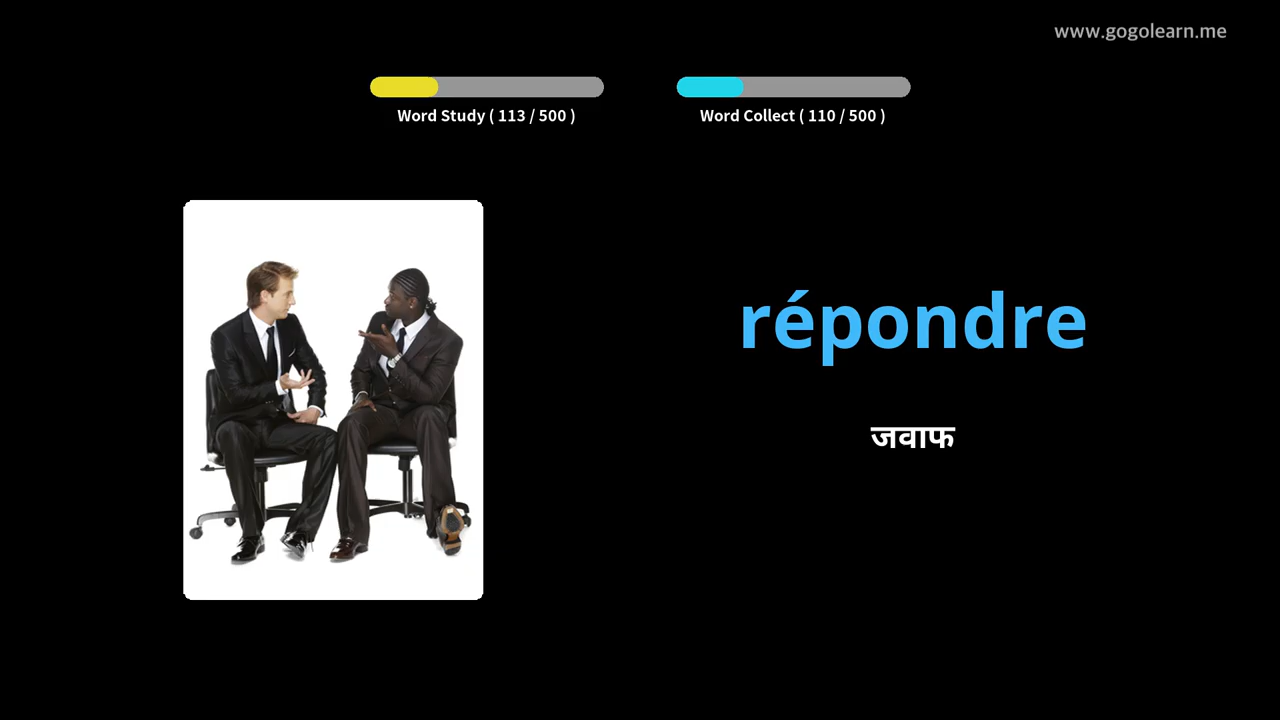 www.gogolearn.me
Word Study ( 113 / 500 )
Word Collect ( 110 / 500 )
répondre
जवाफ